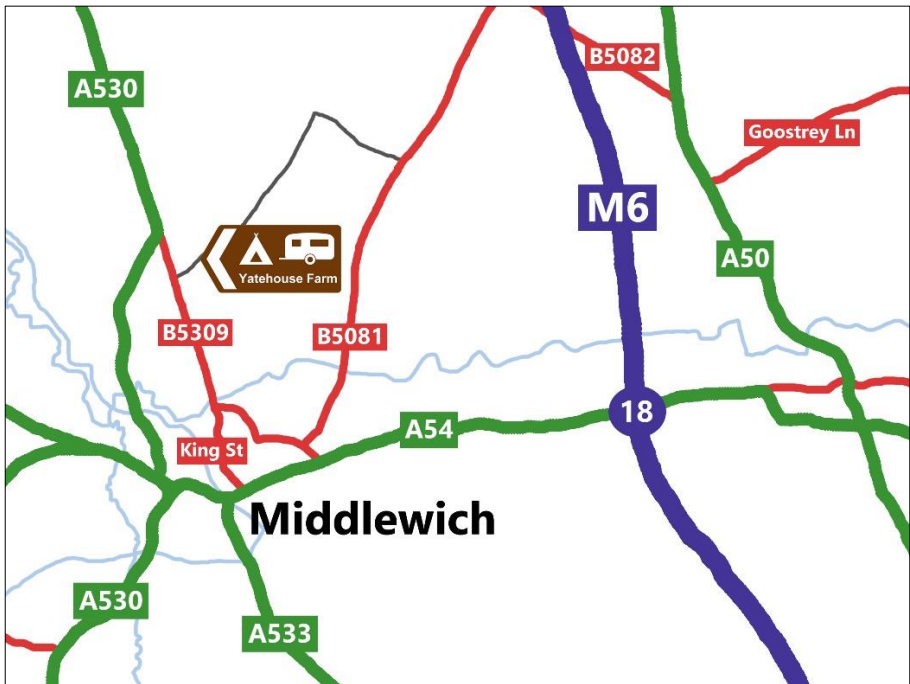 B5082
A530
Goostrey Ln
M6
A50
Yatehouse Farm
B5309
B5081
18
A54
King St
Middlewich
A530
A533